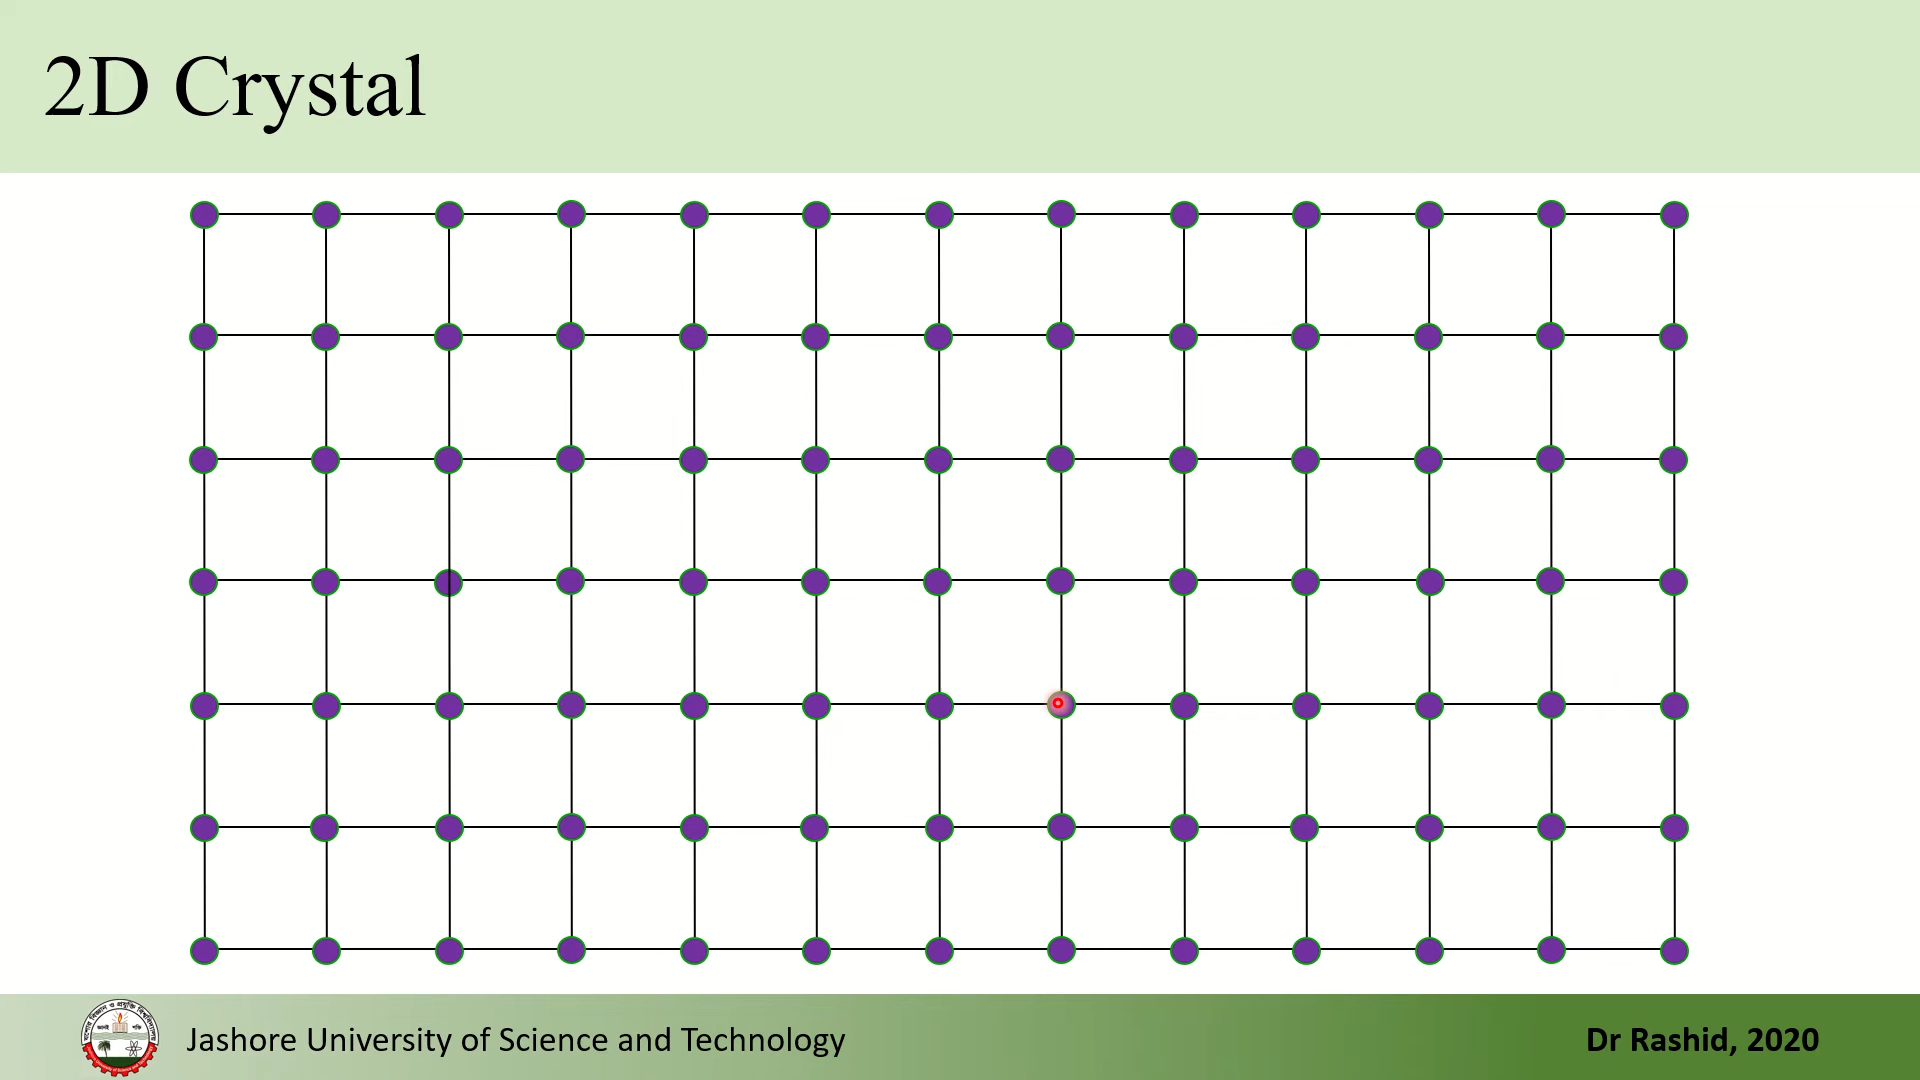 2D Crystal
Jashore University of Science and Technology
Dr Rashid, 2020